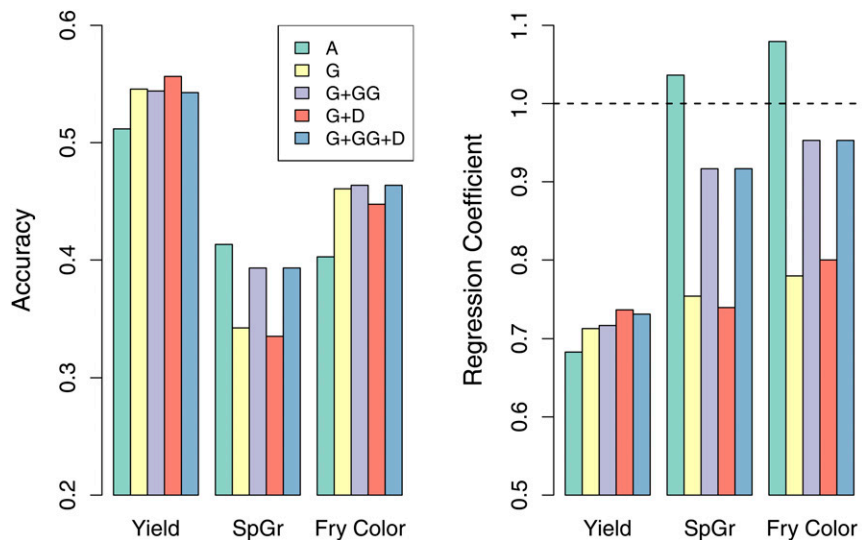 Accuracy
0.6
0.5
0.4
0.3
0.2
A
G
G+GG
G+D
G+GG+D
Yield SpGr Fry Color
Regression Coefficient
1.1
1.0
0.9
0.8
0.7
0.6
0.5
Yield SpGr Fry Color